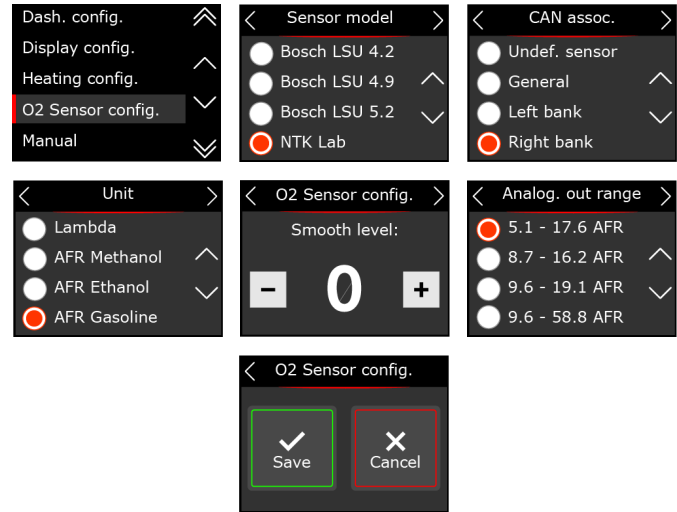 Dash. config.
Display config.
Heating config.
O2 Sensor config.
Manual
Sensor model
Bosch LSU 4.2
Bosch LSU 4.9
Bosch LSU 5.2
NTK Lab
CAN assoc.
Undef. sensor
General
Left bank
Right bank
Unit
Lambda
AFR Methanol
AFR Ethanol
AFR Gasoline
O2 Sensor config.
Smooth level:
- 0 +
Analog. out range
5.1 - 17.6 AFR
8.7 - 16.2 AFR
9.6 - 19.1 AFR
9.6 - 58.8 AFR
O2 Sensor config.
Save
Cancel